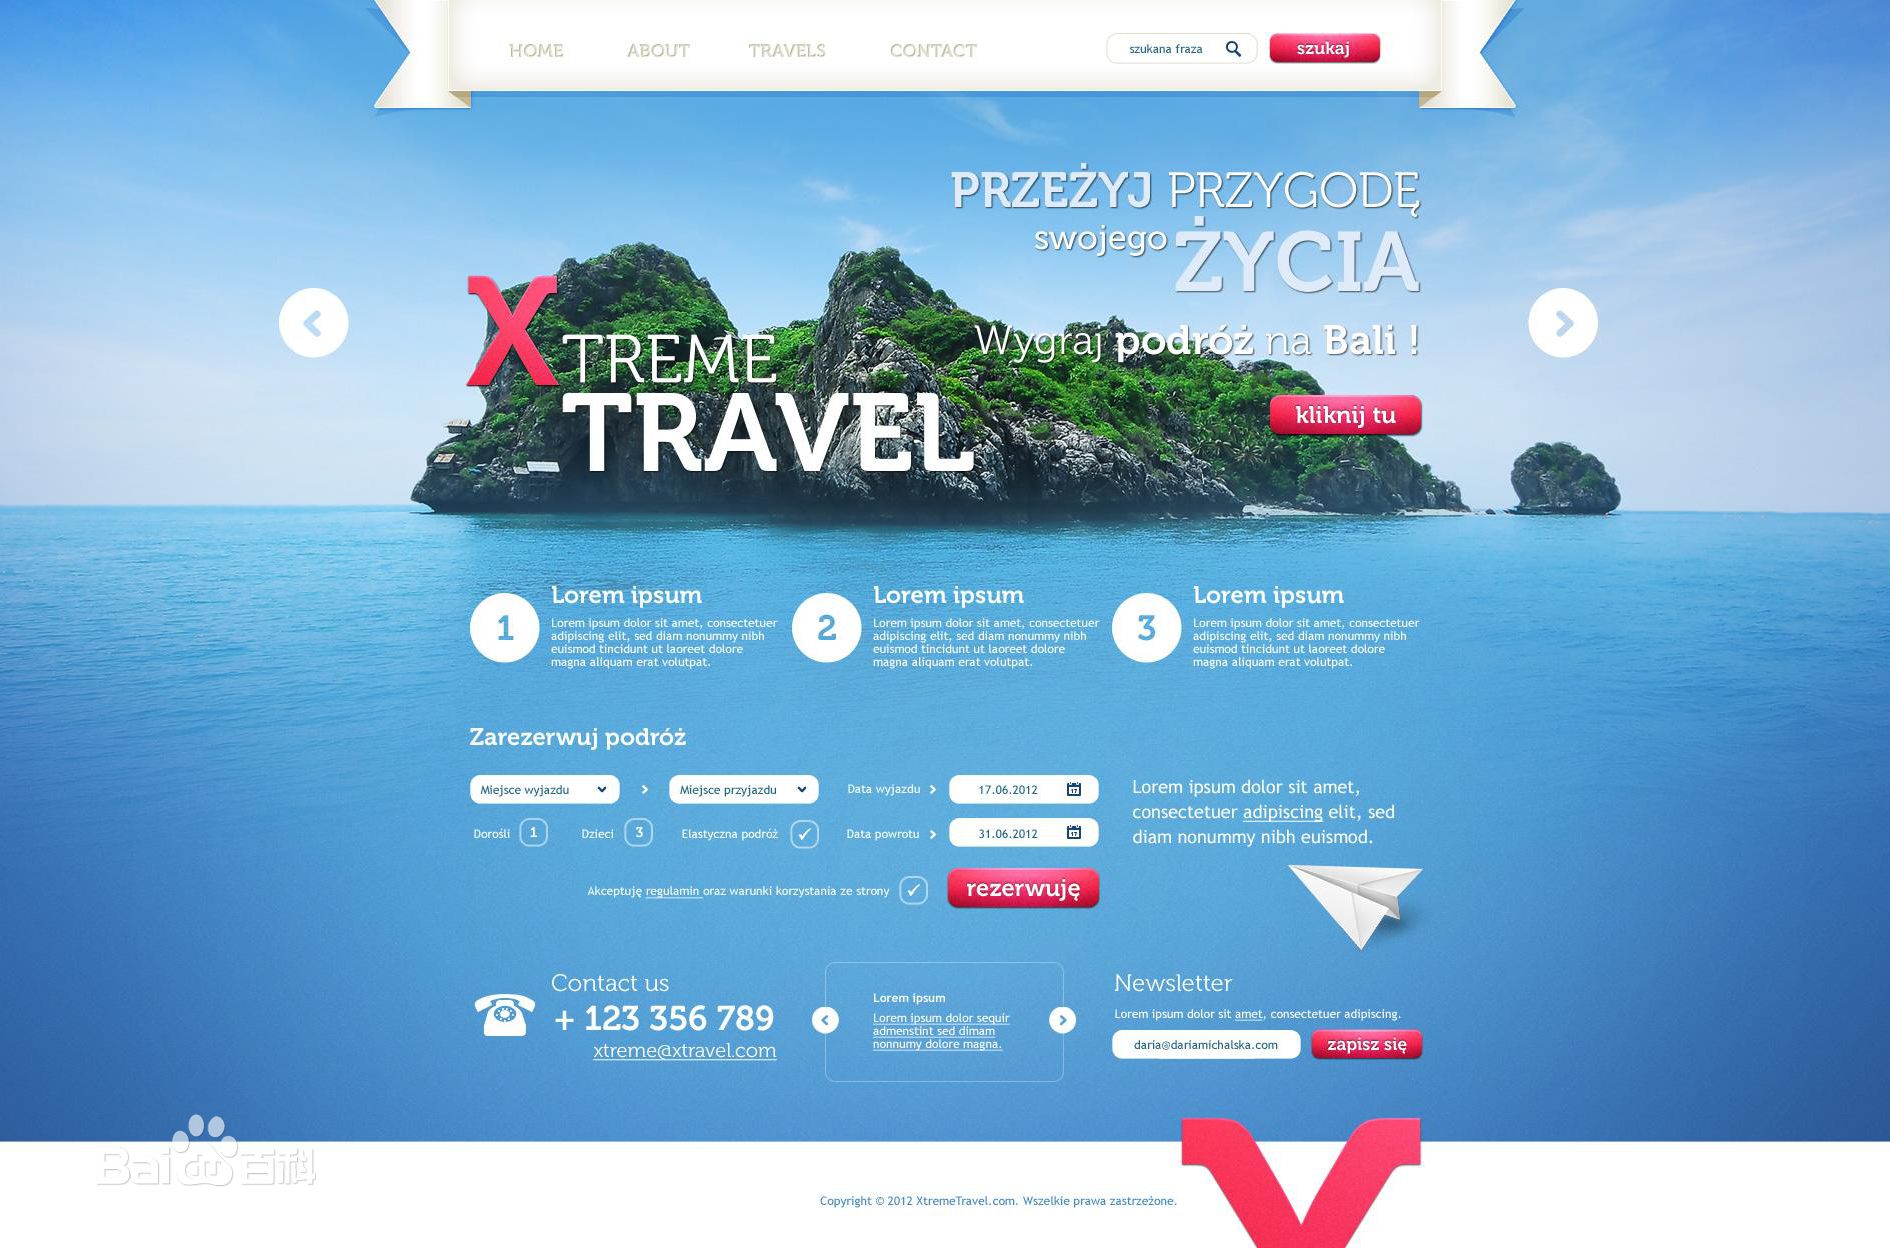 HOME ABOUT TRAVELS CONTACT szukana fraza szukaj
PRZEŻYJ PRZYGODĘ
swojego ŻYCIA
Wygraj podróż na Bali !
kliknij tu
XTREME
TRAVEL
1
Lorem ipsum
Lorem ipsum dolor sit amet, consectetuer
adipiscing elit, sed diam nonummy nibh
euismod tincidunt ut laoreet dolore
magna aliquam erat volutpat.
2
Lorem ipsum
Lorem ipsum dolor sit amet, consectetuer
adipiscing elit, sed diam nonummy nibh
euismod tincidunt ut laoreet dolore
magna aliquam erat volutpat.
3
Lorem ipsum
Lorem ipsum dolor sit amet, consectetuer
adipiscing elit, sed diam nonummy nibh
euismod tincidunt ut laoreet dolore
magna aliquam erat volutpat.
Zarezerwuj podróż
Miejsce wyjazdu Miejsce przyjazdu Data wyjazdu 17.06.2012
Dorośli 1 Dzieci 3 Elastyczna podróż Data powrotu 31.06.2012
Akceptuję regulamin oraz warunki korzystania ze strony rezerwuję
Lorem ipsum dolor sit amet,
consectetuer adipiscing elit, sed
diam nonummy nibh euismod.
Contact us
+ 123 356 789
xtreme@xtravel.com
Lorem ipsum
Lorem ipsum dolor sequir
admenstint sed dimam
nonnumy dolore magna.
Newsletter
Lorem ipsum dolor sit amet, consectetuer adipiscing.
daria@dariamichalska.com zapisz się
Bai du 百科
Copyright © 2012 XtremeTravel.com. Wszelkie prawa zastrzeżone.